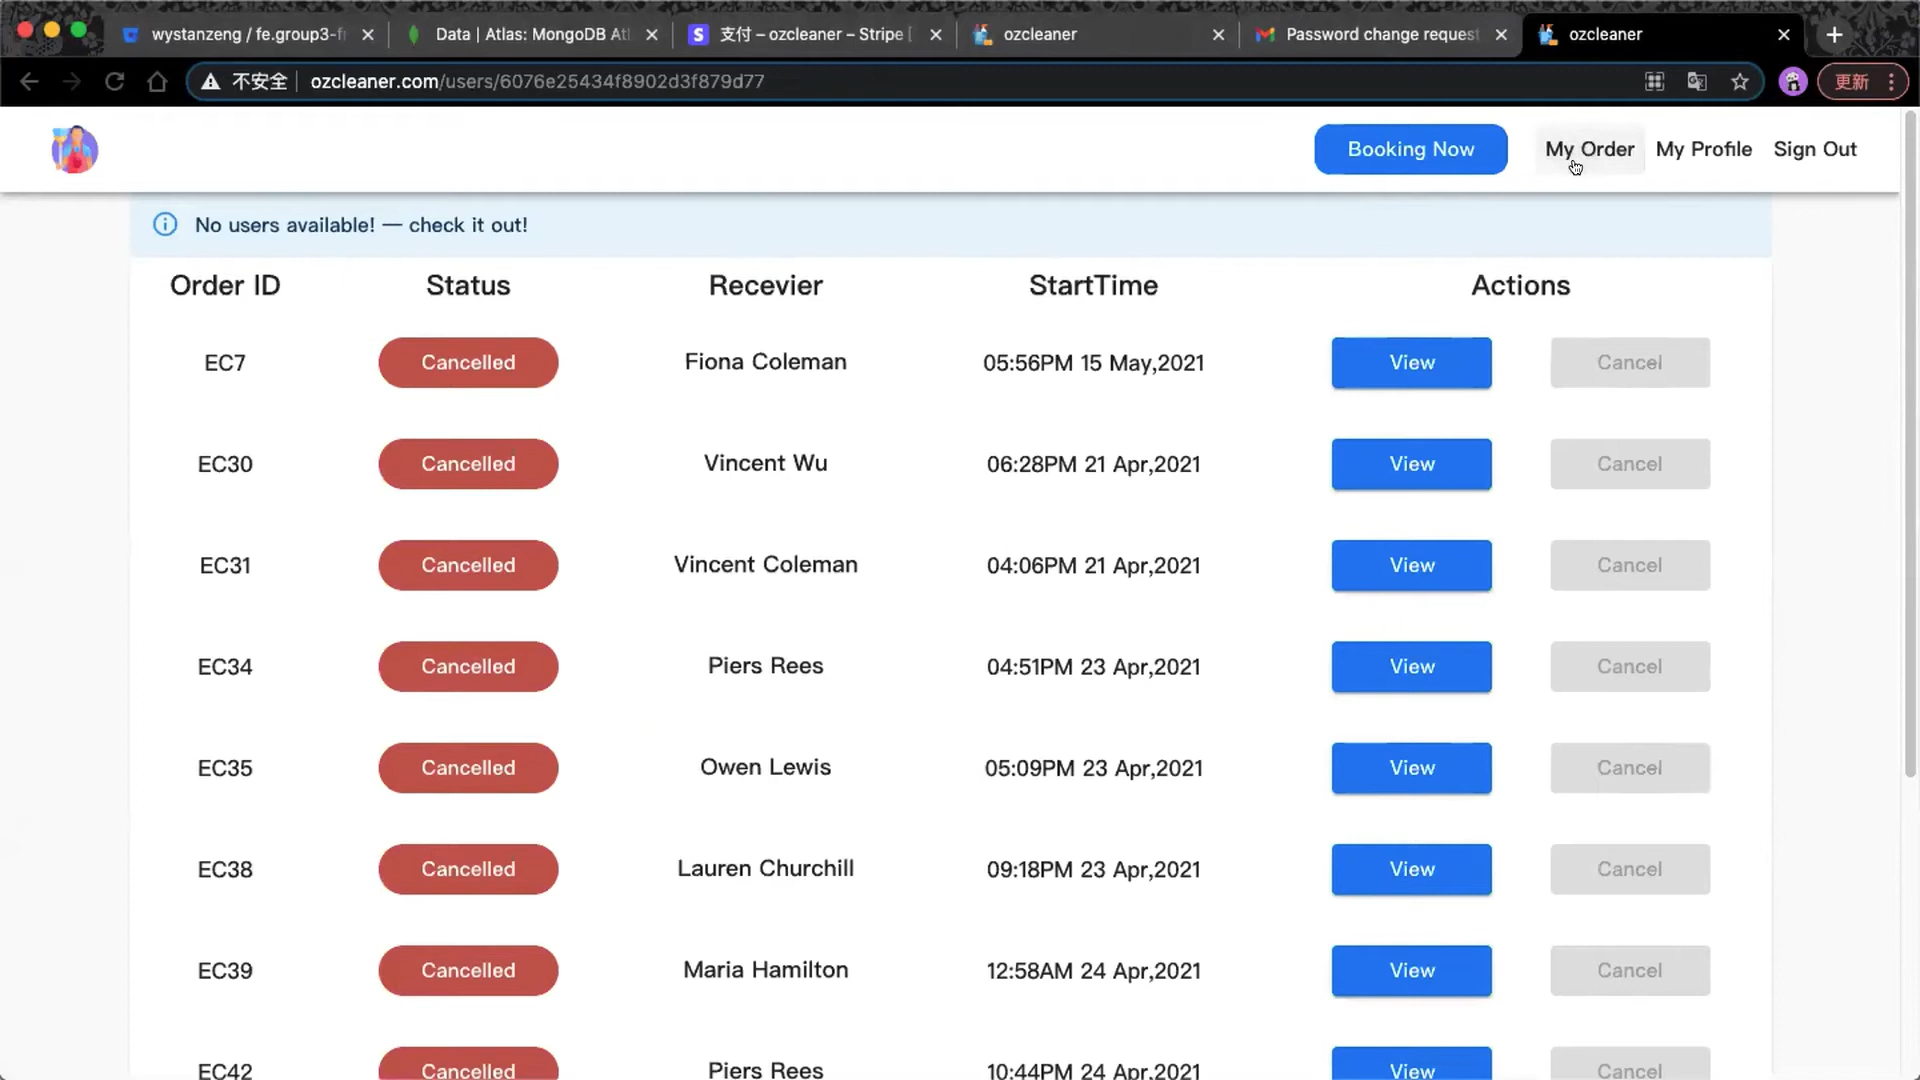 wystanzeng / fe.group3-f
Data | Atlas: MongoDB Atl
支付 – ozcleaner – Stripe [
ozcleaner
Password change request
ozcleaner
不安全
ozcleaner.com/users/6076e25434f8902d3f879d77
更新
Booking Now
My Order
My Profile
Sign Out
No users available! — check it out!
Order ID Status Recevier StartTime Actions
EC7 Cancelled Fiona Coleman 05:56PM 15 May,2021 View Cancel
EC30 Cancelled Vincent Wu 06:28PM 21 Apr,2021 View Cancel
EC31 Cancelled Vincent Coleman 04:06PM 21 Apr,2021 View Cancel
EC34 Cancelled Piers Rees 04:51PM 23 Apr,2021 View Cancel
EC35 Cancelled Owen Lewis 05:09PM 23 Apr,2021 View Cancel
EC38 Cancelled Lauren Churchill 09:18PM 23 Apr,2021 View Cancel
EC39 Cancelled Maria Hamilton 12:58AM 24 Apr,2021 View Cancel
EC42 Cancelled Piers Rees 10:44PM 24 Apr,2021 View Cancel